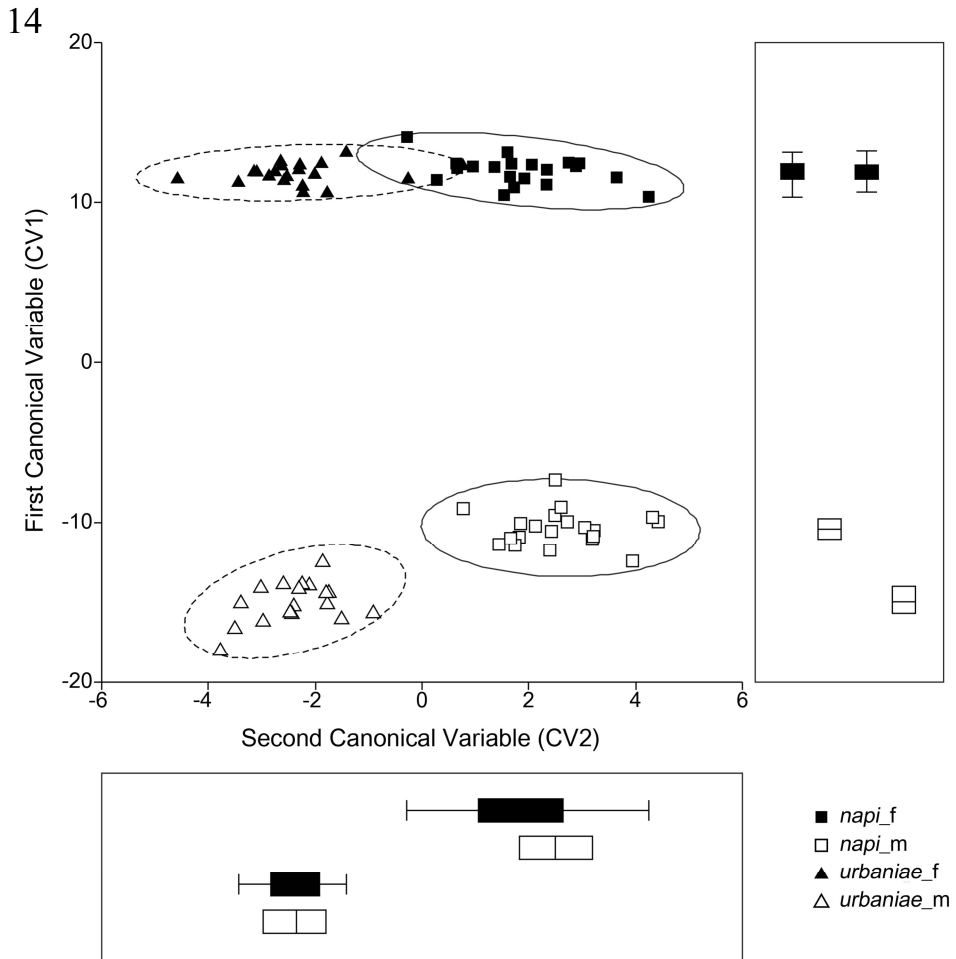 14
20
10
0
-10
-20
First Canonical Variable (CV1)
-6 -4 -2 0 2 4 6
Second Canonical Variable (CV2)
napi_f
napi_m
urbaniae_f
urbaniae_m